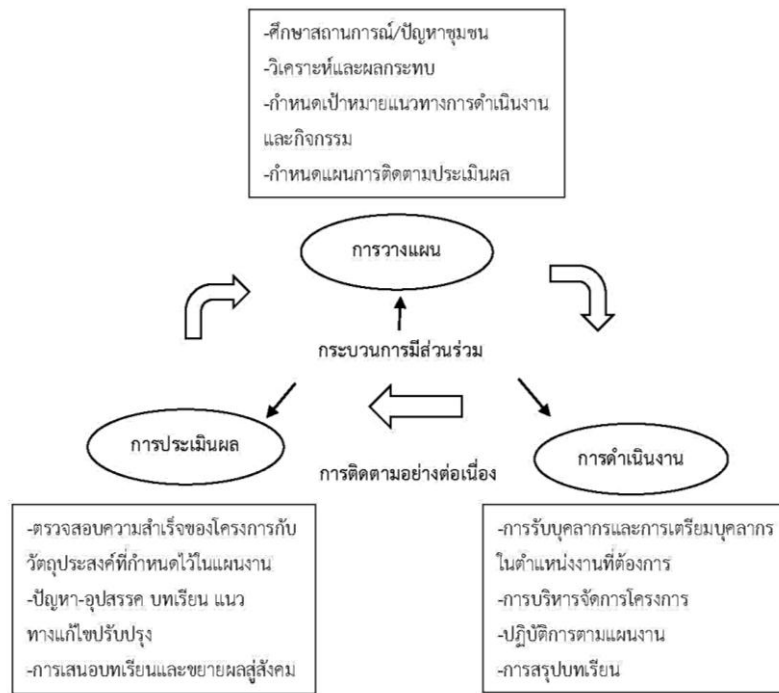 -ศึกษาสถานการณ์/ปัญหาชุมชน
-วิเคราะห์และผลกระทบ
-กำหนดเป้าหมายแนวทางการดำเนินงาน
และกิจกรรม
-กำหนดแผนการติดตามประเมินผล
การวางแผน
กระบวนการมีส่วนร่วม
การประเมินผล
การดำเนินงาน
การติดตามอย่างต่อเนื่อง
-ตรวจสอบความสำเร็จของโครงการกับ
วัตถุประสงค์ที่กำหนดไว้ในแผนงาน
-ปัญหา-อุปสรรค บทเรียน แนว
ทางแก้ไขปรับปรุง
-การเสนอบทเรียนและขยายผลสู่สังคม
-การรับบุคลากรและการเตรียมบุคลากร
ในตำแหน่งงานที่ต้องการ
-การบริหารจัดการโครงการ
-ปฏิบัติการตามแผนงาน
-การสรุปบทเรียน